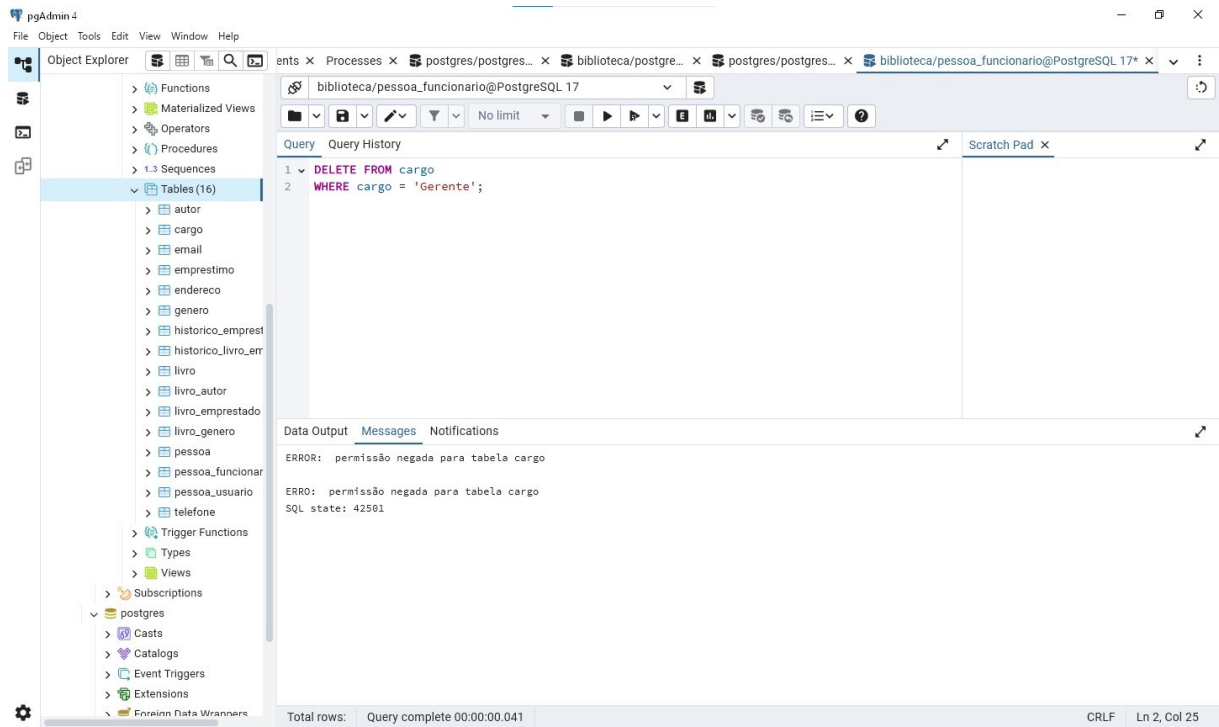 pgAdmin 4
File Object Tools Edit View Window Help
Object Explorer
ents Processes postgres/postgres... biblioteca/postgre... postgres/postgres... biblioteca/pessoa_funcionario@PostgreSQL 17*
biblioteca/pessoa_funcionario@PostgreSQL 17
No limit
E
Query Query History
Scratch Pad
1 DELETE FROM cargo
2 WHERE cargo = 'Gerente';
Functions
Materialized Views
Operators
Procedures
1..3 Sequences
Tables (16)
autor
cargo
email
emprestimo
endereco
genero
historico_emprest
historico_livro_em
livro
livro_autor
livro_emprestado
livro_genero
pessoa
pessoa_funcionar
pessoa_usuario
telefone
Trigger Functions
Types
Views
Subscriptions
postgres
Casts
Catalogs
Event Triggers
Extensions
Foreign Data Wrappers
Data Output Messages Notifications
ERROR: permissão negada para tabela cargo
ERRO: permissão negada para tabela cargo
SQL state: 42501
Total rows: Query complete 00:00:00.041 CRLF Ln 2, Col 25